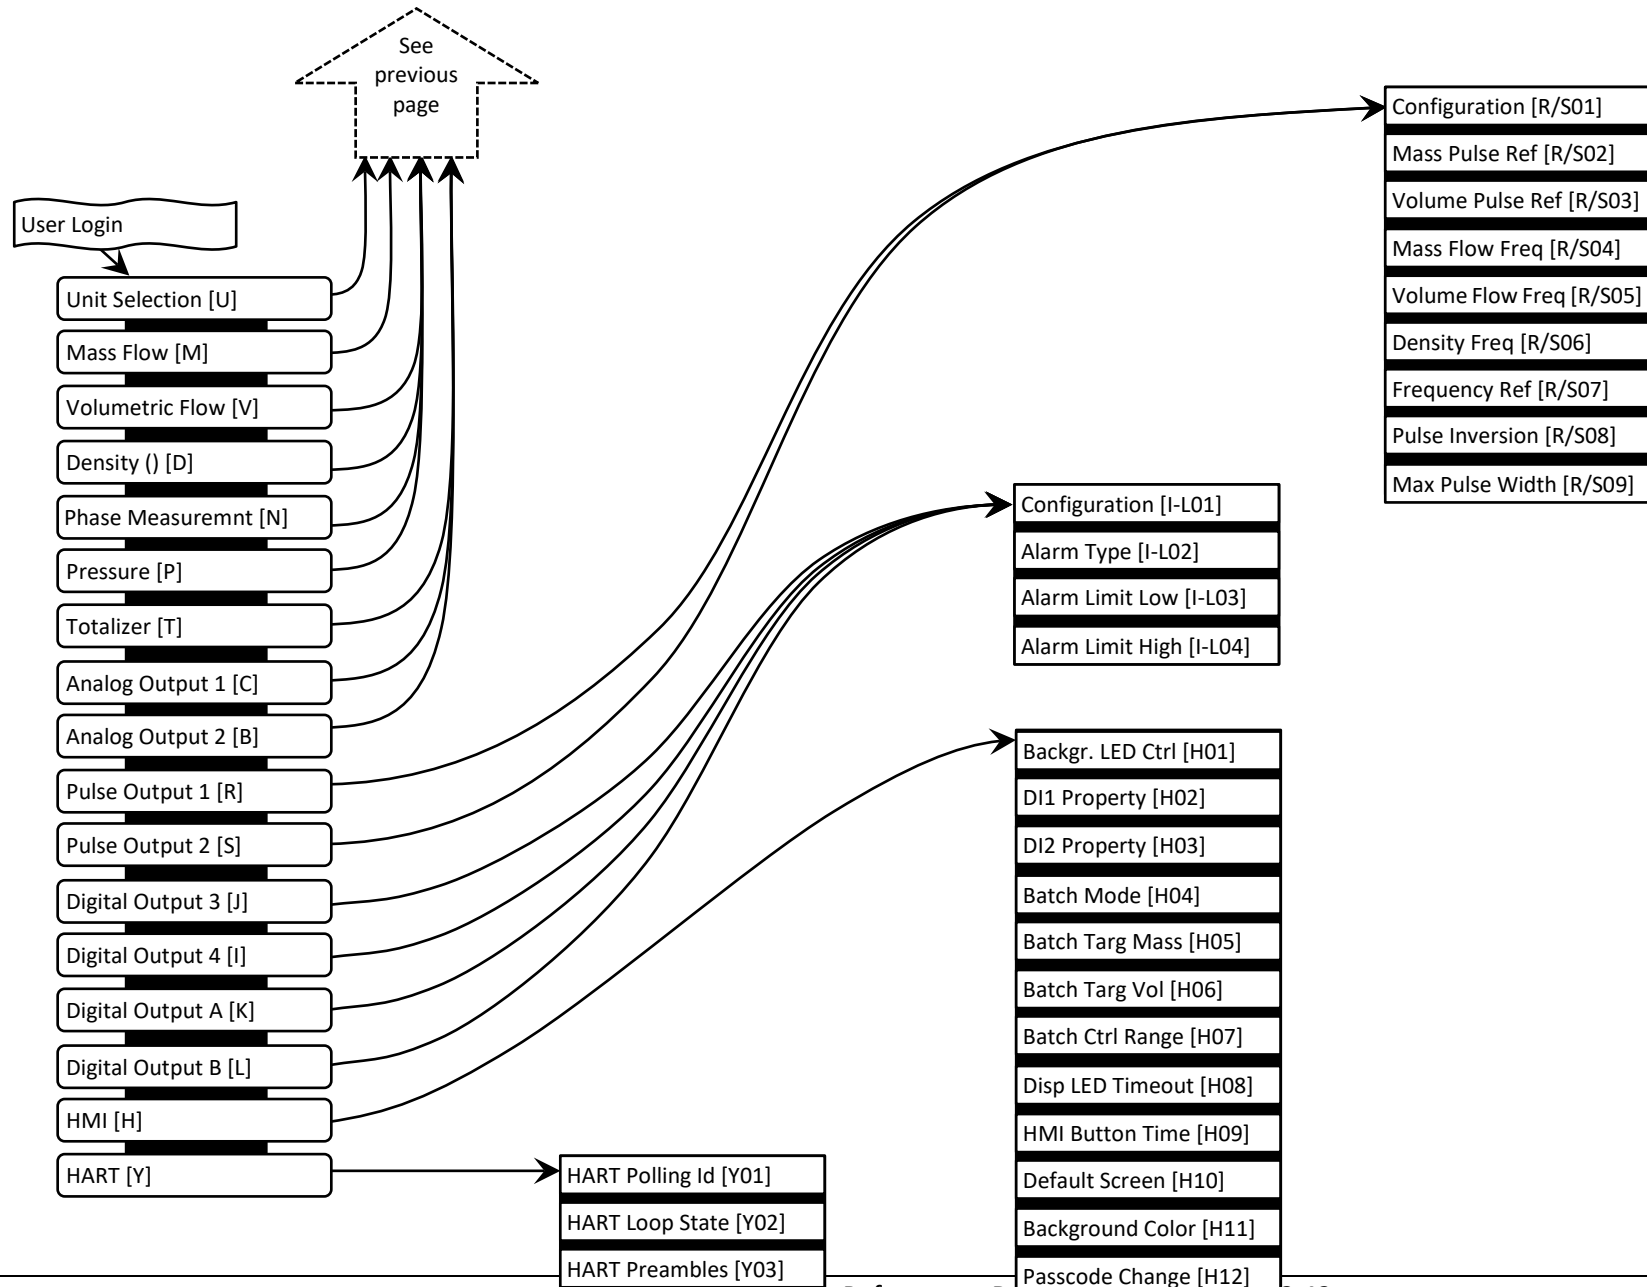 See
previous
page
User Login
Unit Selection [U]
Mass Flow [M]
Volumetric Flow [V]
Density () [D]
Phase Measuremnt [N]
Pressure [P]
Totalizer [T]
Analog Output 1 [C]
Analog Output 2 [B]
Pulse Output 1 [R]
Pulse Output 2 [S]
Digital Output 3 [J]
Digital Output 4 [I]
Digital Output A [K]
Digital Output B [L]
HMI [H]
HART [Y]
HART Polling Id [Y01]
HART Loop State [Y02]
HART Preambles [Y03]
Configuration [I-L01]
Alarm Type [I-L02]
Alarm Limit Low [I-L03]
Alarm Limit High [I-L04]
Backgr. LED Ctrl [H01]
DI1 Property [H02]
DI2 Property [H03]
Batch Mode [H04]
Batch Targ Mass [H05]
Batch Targ Vol [H06]
Batch Ctrl Range [H07]
Disp LED Timeout [H08]
HMI Button Time [H09]
Default Screen [H10]
Background Color [H11]
Passcode Change [H12]
Configuration [R/S01]
Mass Pulse Ref [R/S02]
Volume Pulse Ref [R/S03]
Mass Flow Freq [R/S04]
Volume Flow Freq [R/S05]
Density Freq [R/S06]
Frequency Ref [R/S07]
Pulse Inversion [R/S08]
Max Pulse Width [R/S09]